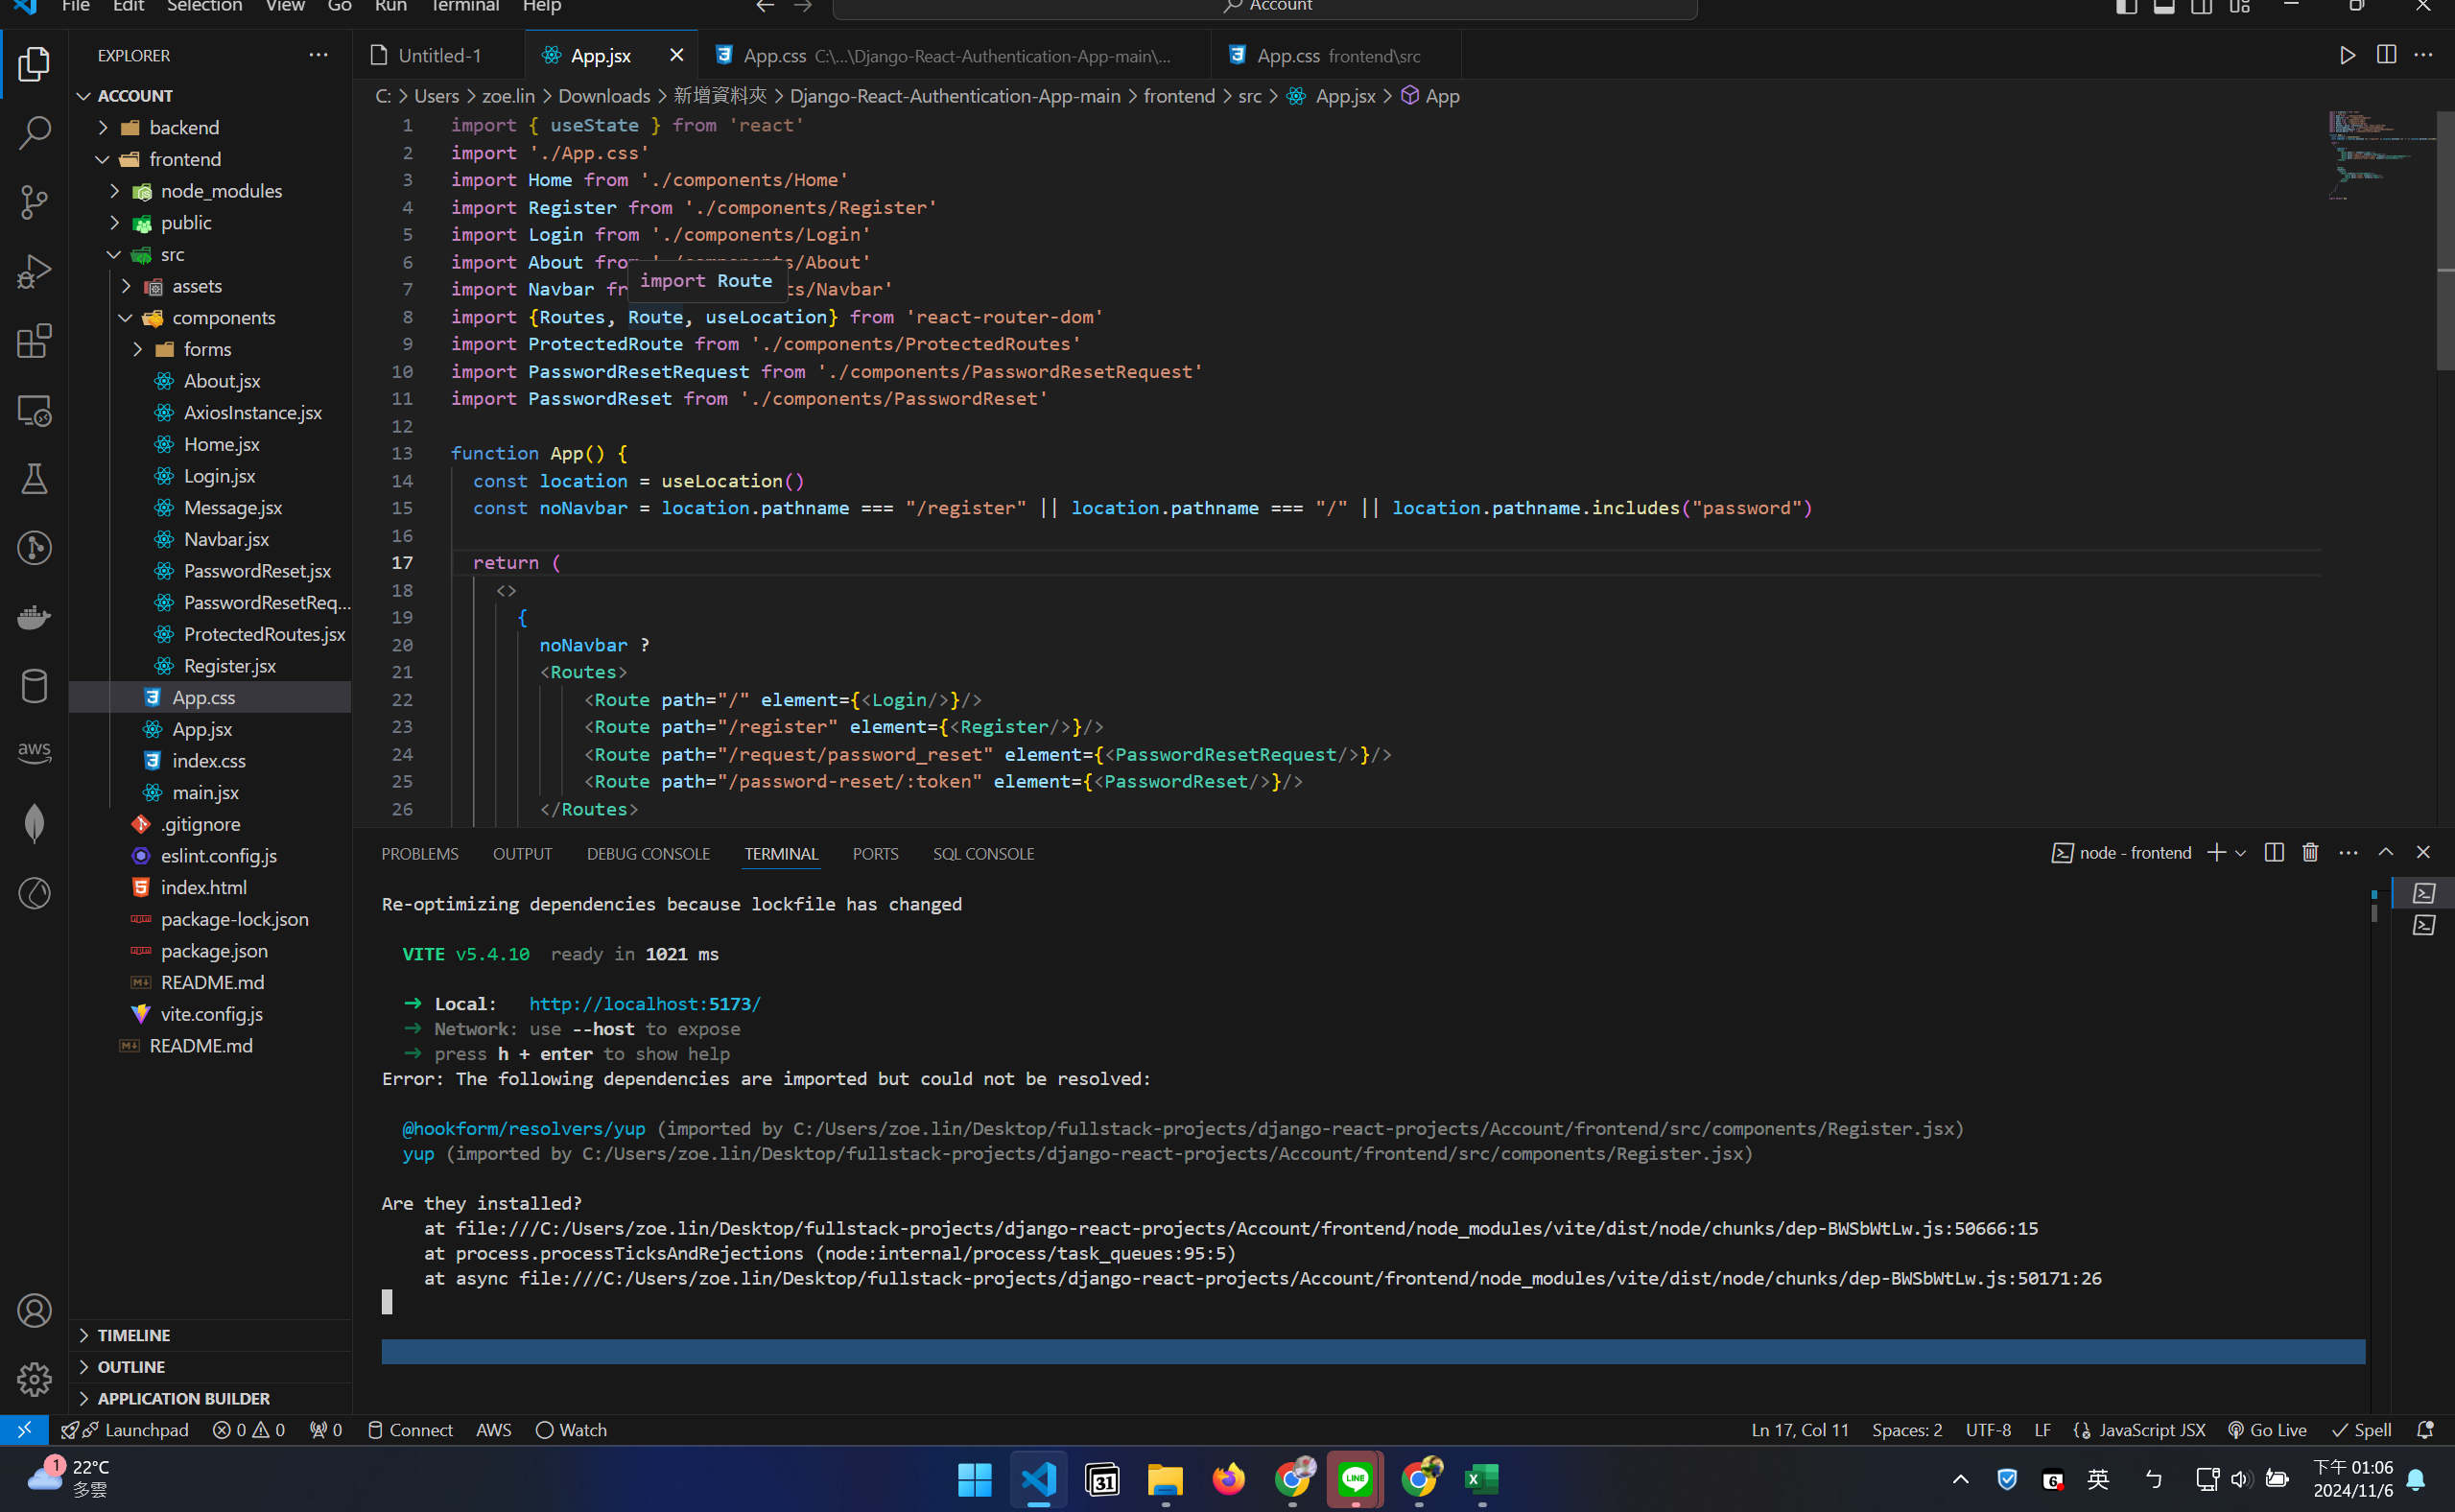 File Edit Selection View Go Run Terminal Help
Account
EXPLORER
ACCOUNT
backend
frontend
node_modules
public
src
assets
components
forms
About.jsx
AxiosInstance.jsx
Home.jsx
Login.jsx
Message.jsx
Navbar.jsx
PasswordReset.jsx
PasswordResetReq...
ProtectedRoutes.jsx
Register.jsx
App.css
App.jsx
index.css
main.jsx
.gitignore
eslint.config.js
index.html
package-lock.json
package.json
README.md
vite.config.js
README.md
TIMELINE
OUTLINE
APPLICATION BUILDER
aws
Untitled-1
App.jsx
App.css C:\...\Django-React-Authentication-App-main\...
App.css frontend\src
C: > Users > zoe.lin > Downloads > 新增資料夾 > Django-React-Authentication-App-main > frontend > src > App.jsx > App
1 import { useState } from 'react'
2 import './App.css'
3 import Home from './components/Home'
4 import Register from './components/Register'
5 import Login from './components/Login'
6 import About from './components/About'
import Route
7 import Navbar fr ts/Navbar'
8 import {Routes, Route, useLocation} from 'react-router-dom'
9 import ProtectedRoute from './components/ProtectedRoutes'
10 import PasswordResetRequest from './components/PasswordResetRequest'
11 import PasswordReset from './components/PasswordReset'
12
13 function App() {
14 const location = useLocation()
15 const noNavbar = location.pathname === "/register" || location.pathname === "/" || location.pathname.includes("password")
16
17 return (
18 <>
19 {
20 noNavbar ?
21 <Routes>
22 <Route path="/" element={<Login/>}/>
23 <Route path="/register" element={<Register/>}/>
24 <Route path="/request/password_reset" element={<PasswordResetRequest/>}/>
25 <Route path="/password-reset/:token" element={<PasswordReset/>}/>
26 </Routes>
PROBLEMS OUTPUT DEBUG CONSOLE TERMINAL PORTS SQL CONSOLE
node - frontend
Re-optimizing dependencies because lockfile has changed
VITE v5.4.10 ready in 1021 ms
➜ Local: http://localhost:5173/
➜ Network: use --host to expose
➜ press h + enter to show help
Error: The following dependencies are imported but could not be resolved:
@hookform/resolvers/yup (imported by C:/Users/zoe.lin/Desktop/fullstack-projects/django-react-projects/Account/frontend/src/components/Register.jsx)
yup (imported by C:/Users/zoe.lin/Desktop/fullstack-projects/django-react-projects/Account/frontend/src/components/Register.jsx)
Are they installed?
at file:///C:/Users/zoe.lin/Desktop/fullstack-projects/django-react-projects/Account/frontend/node_modules/vite/dist/node/chunks/dep-BWSbWtLw.js:50666:15
at process.processTicksAndRejections (node:internal/process/task_queues:95:5)
at async file:///C:/Users/zoe.lin/Desktop/fullstack-projects/django-react-projects/Account/frontend/node_modules/vite/dist/node/chunks/dep-BWSbWtLw.js:50171:26
Launchpad 0 0 0 Connect AWS Watch
Ln 17, Col 11 Spaces: 2 UTF-8 LF JavaScript JSX Go Live Spell
1
22°C
多雲
31
LINE
英
ㄅ
下午 01:06
2024/11/6